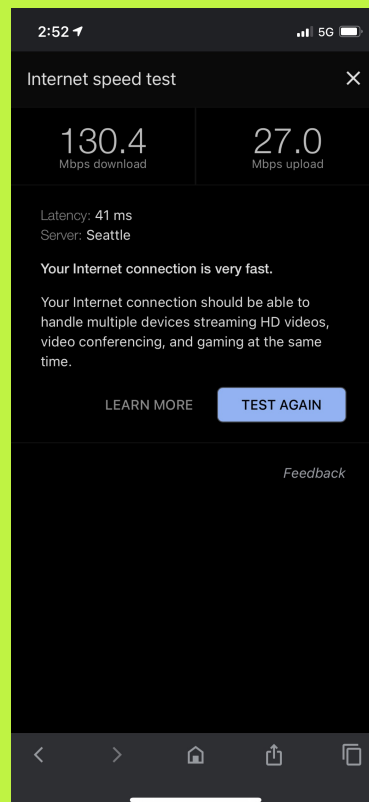 2:52
5G
Internet speed test
130.4
Mbps download
27.0
Mbps upload
Latency: 41 ms
Server: Seattle
Your Internet connection is very fast.
Your Internet connection should be able to
handle multiple devices streaming HD videos,
video conferencing, and gaming at the same
time.
LEARN MORE
TEST AGAIN
Feedback